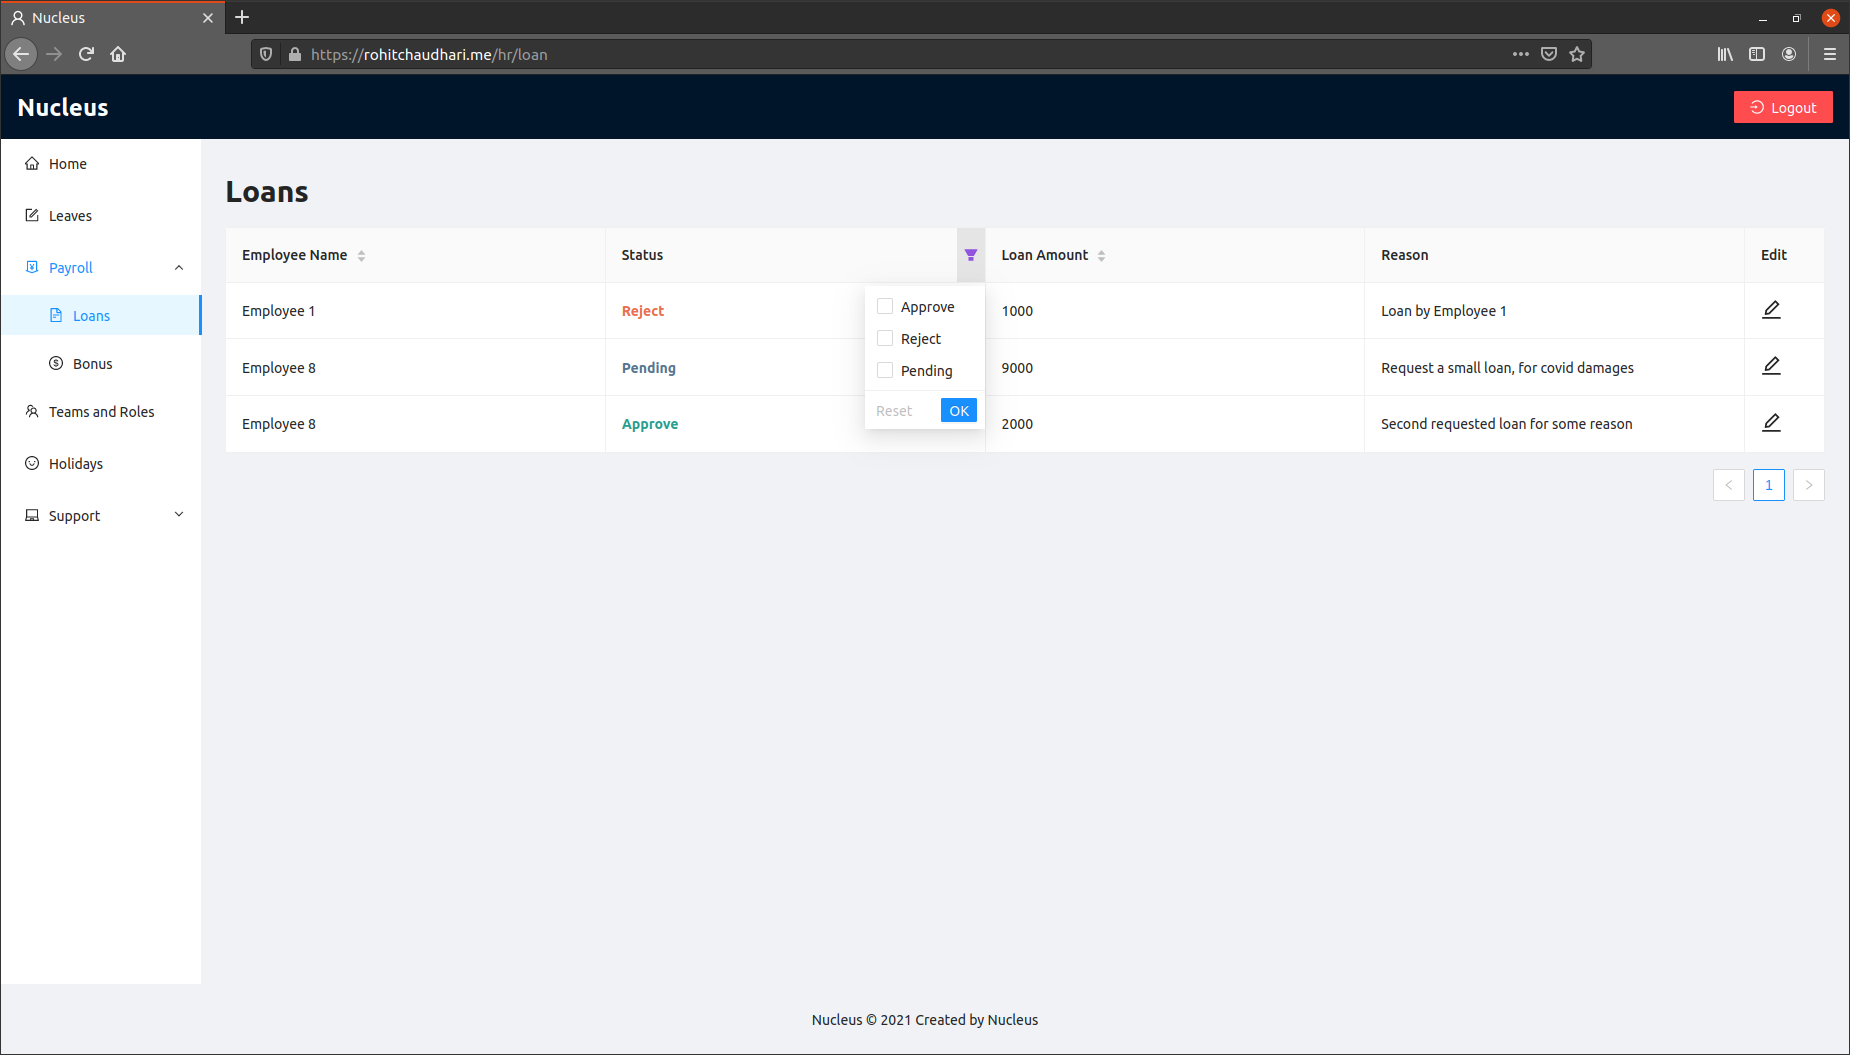 Nucleus
https://rohitchaudhari.me/hr/loan
Nucleus
Logout
Home
Leaves
Payroll
Loans
Bonus
Teams and Roles
Holidays
Support
Loans
Employee Name Status Loan Amount Reason Edit
Employee 1 Reject 1000 Loan by Employee 1
Employee 8 Pending 9000 Request a small loan, for covid damages
Employee 8 Approve 2000 Second requested loan for some reason
Approve
Reject
Pending
Reset OK
< 1 >
Nucleus © 2021 Created by Nucleus